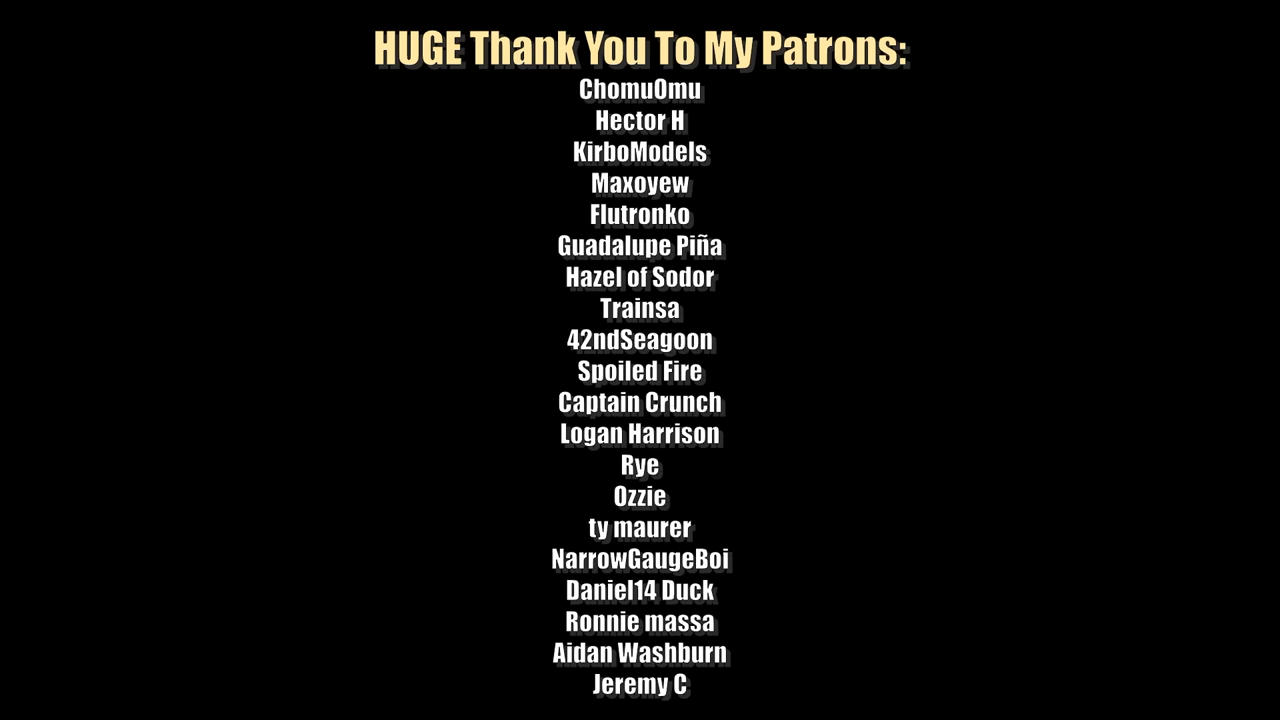 HUGE Thank You To My Patrons:
ChomuOmu
Hector H
KirboModels
Maxoyew
Flutronko
Guadalupe Piña
Hazel of Sodor
Trainsa
42ndSeagoon
Spoiled Fire
Captain Crunch
Logan Harrison
Rye
Ozzie
ty maurer
NarrowGaugeBoi
Daniel14 Duck
Ronnie massa
Aidan Washburn
Jeremy C